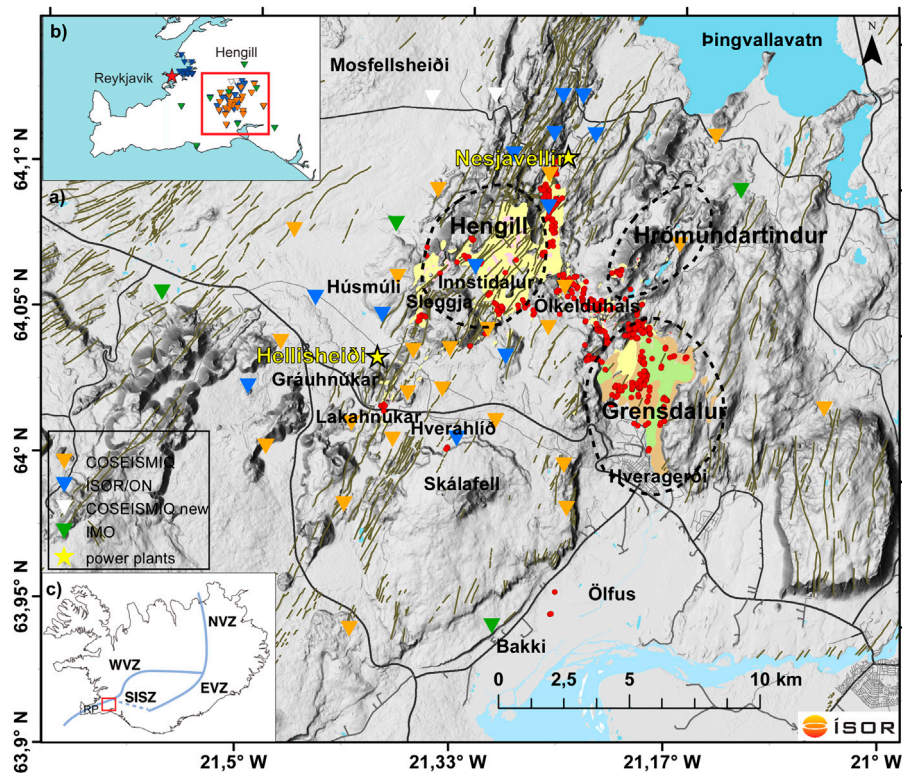 b)
Hengill
Reykjavik
Mosfellsheiði
Þingvallavatn
N
64,1° N
64,05° N
64° N
63,95° N
63,9° N
a)
Nesjavellir
Hengill
Hrómundartindur
Húsmúli
Innstidalur
Sleggja
Ölkelduháls
Hellisheiði
Gráuhnúkar
Grensdalur
Lakahnúkar
Hverahlíð
Skálafell
Hveragerði
COSEISMIQ
ÍSOR/ON
COSEISMIQ new
IMO
power plants
c)
NVZ
WVZ
SISZ
EVZ
RP
Ölfus
Bakki
0 2,5 5 10 km
ÍSOR
21,5° W
21,33° W
21,17° W
21° W